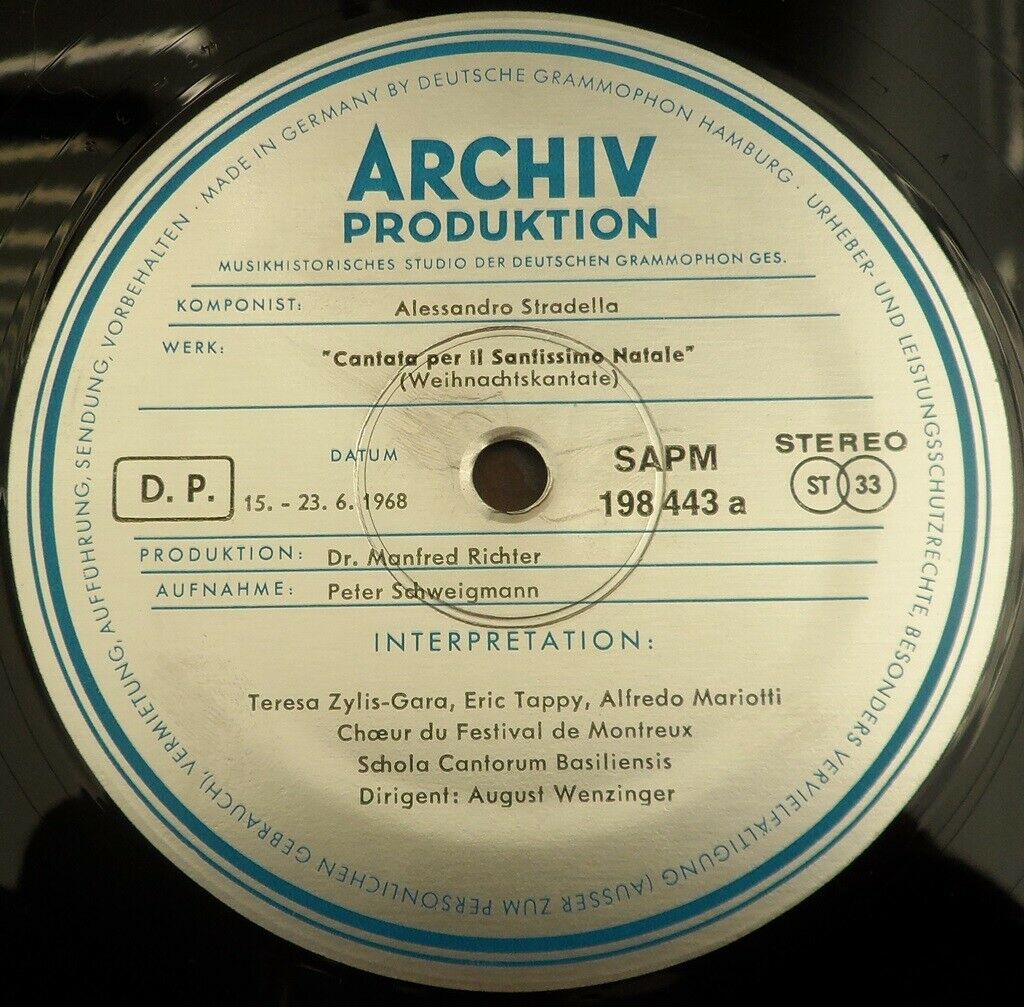 MADE IN GERMANY BY DEUTSCHE GRAMMOPHON HAMBURG · URHEBER- UND LEISTUNGSSCHUTZRECHTE, BESONDERS VERVIELFÄLTIGUNG (AUSSER ZUM PERSÖNLICHEN GEBRAUCH), VERMIETUNG, AUFFÜHRUNG, SENDUNG, VORBEHALTEN ·
ARCHIV
PRODUKTION
MUSIKHISTORISCHES STUDIO DER DEUTSCHEN GRAMMOPHON GES.
KOMPONIST: Alessandro Stradella
WERK: "Cantata per il Santissimo Natale"
(Weihnachtskantate)
STEREO
DATUM SAPM
D. P. 15. - 23. 6. 1968 198 443 a ST 33
PRODUKTION: Dr. Manfred Richter
AUFNAHME: Peter Schweigmann
INTERPRETATION:
Teresa Zylis-Gara, Eric Tappy, Alfredo Mariotti
Chœur du Festival de Montreux
Schola Cantorum Basiliensis
Dirigent: August Wenzinger